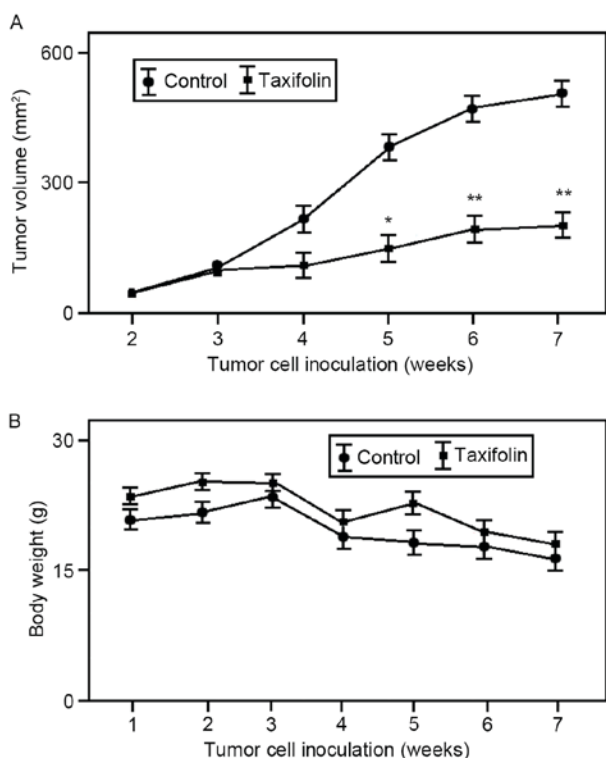 A
600
Control Taxifolin
Tumor volume (mm²)
300
*
**
**
0
2 3 4 5 6 7
Tumor cell inoculation (weeks)
B
30
Control Taxifolin
Body weight (g)
15
0
1 2 3 4 5 6 7
Tumor cell inoculation (weeks)